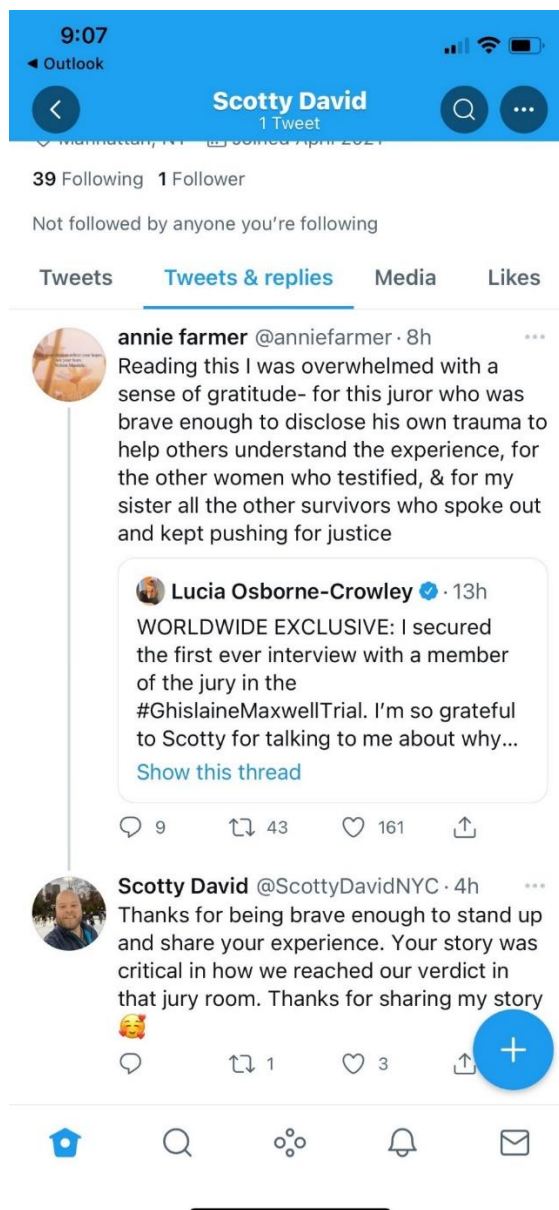 9:07
◀ Outlook
Scotty David
1 Tweet
Manhattan, NY Joined April 2021
39 Following 1 Follower
Not followed by anyone you're following
Tweets Tweets & replies Media Likes
annie farmer @anniefarmer · 8h
Reading this I was overwhelmed with a
sense of gratitude- for this juror who was
brave enough to disclose his own trauma to
help others understand the experience, for
the other women who testified, & for my
sister all the other survivors who spoke out
and kept pushing for justice
Lucia Osborne-Crowley · 13h
WORLDWIDE EXCLUSIVE: I secured
the first ever interview with a member
of the jury in the
#GhislaineMaxwellTrial. I'm so grateful
to Scotty for talking to me about why...
Show this thread
9 43 161
Scotty David @ScottyDavidNYC · 4h
Thanks for being brave enough to stand up
and share your experience. Your story was
critical in how we reached our verdict in
that jury room. Thanks for sharing my story
🥰
1 3